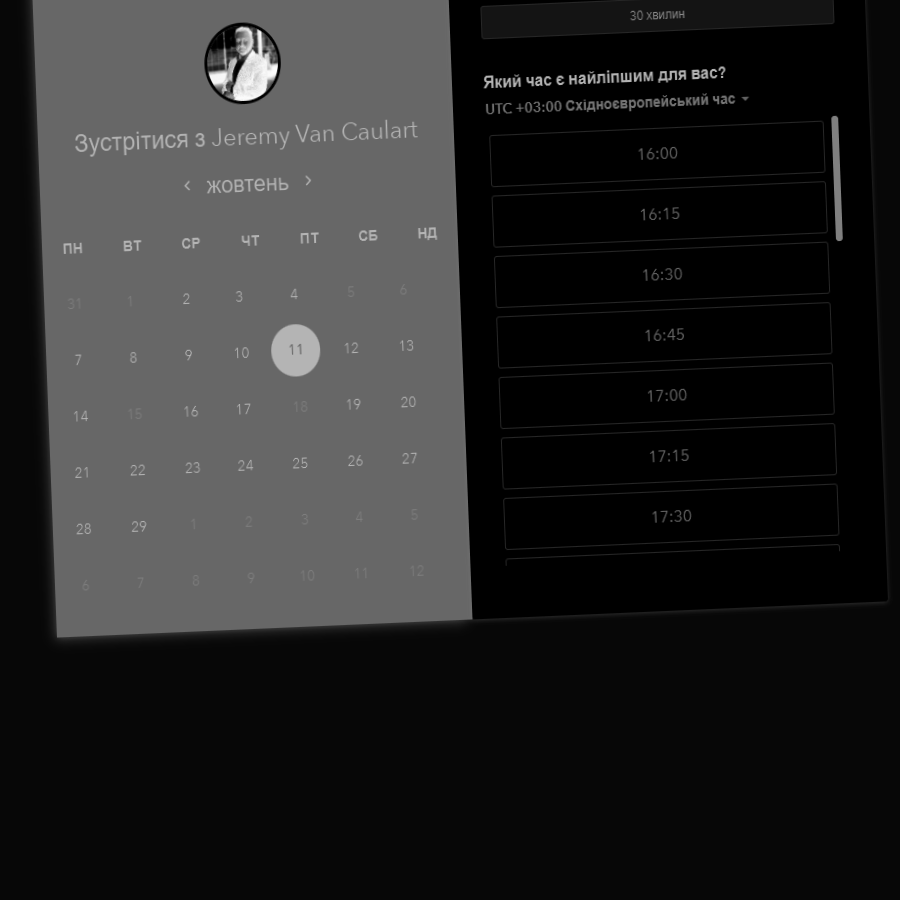 Зустрітися з Jeremy Van Caulart
‹ жовтень ›
ПН ВТ СР ЧТ ПТ СБ НД
31 1 2 3 4 5 6
7 8 9 10 11 12 13
14 15 16 17 18 19 20
21 22 23 24 25 26 27
28 29 1 2 3 4 5
6 7 8 9 10 11 12
30 хвилин
Який час є найліпшим для вас?
UTC +03:00 Східноєвропейський час
16:00
16:15
16:30
16:45
17:00
17:15
17:30